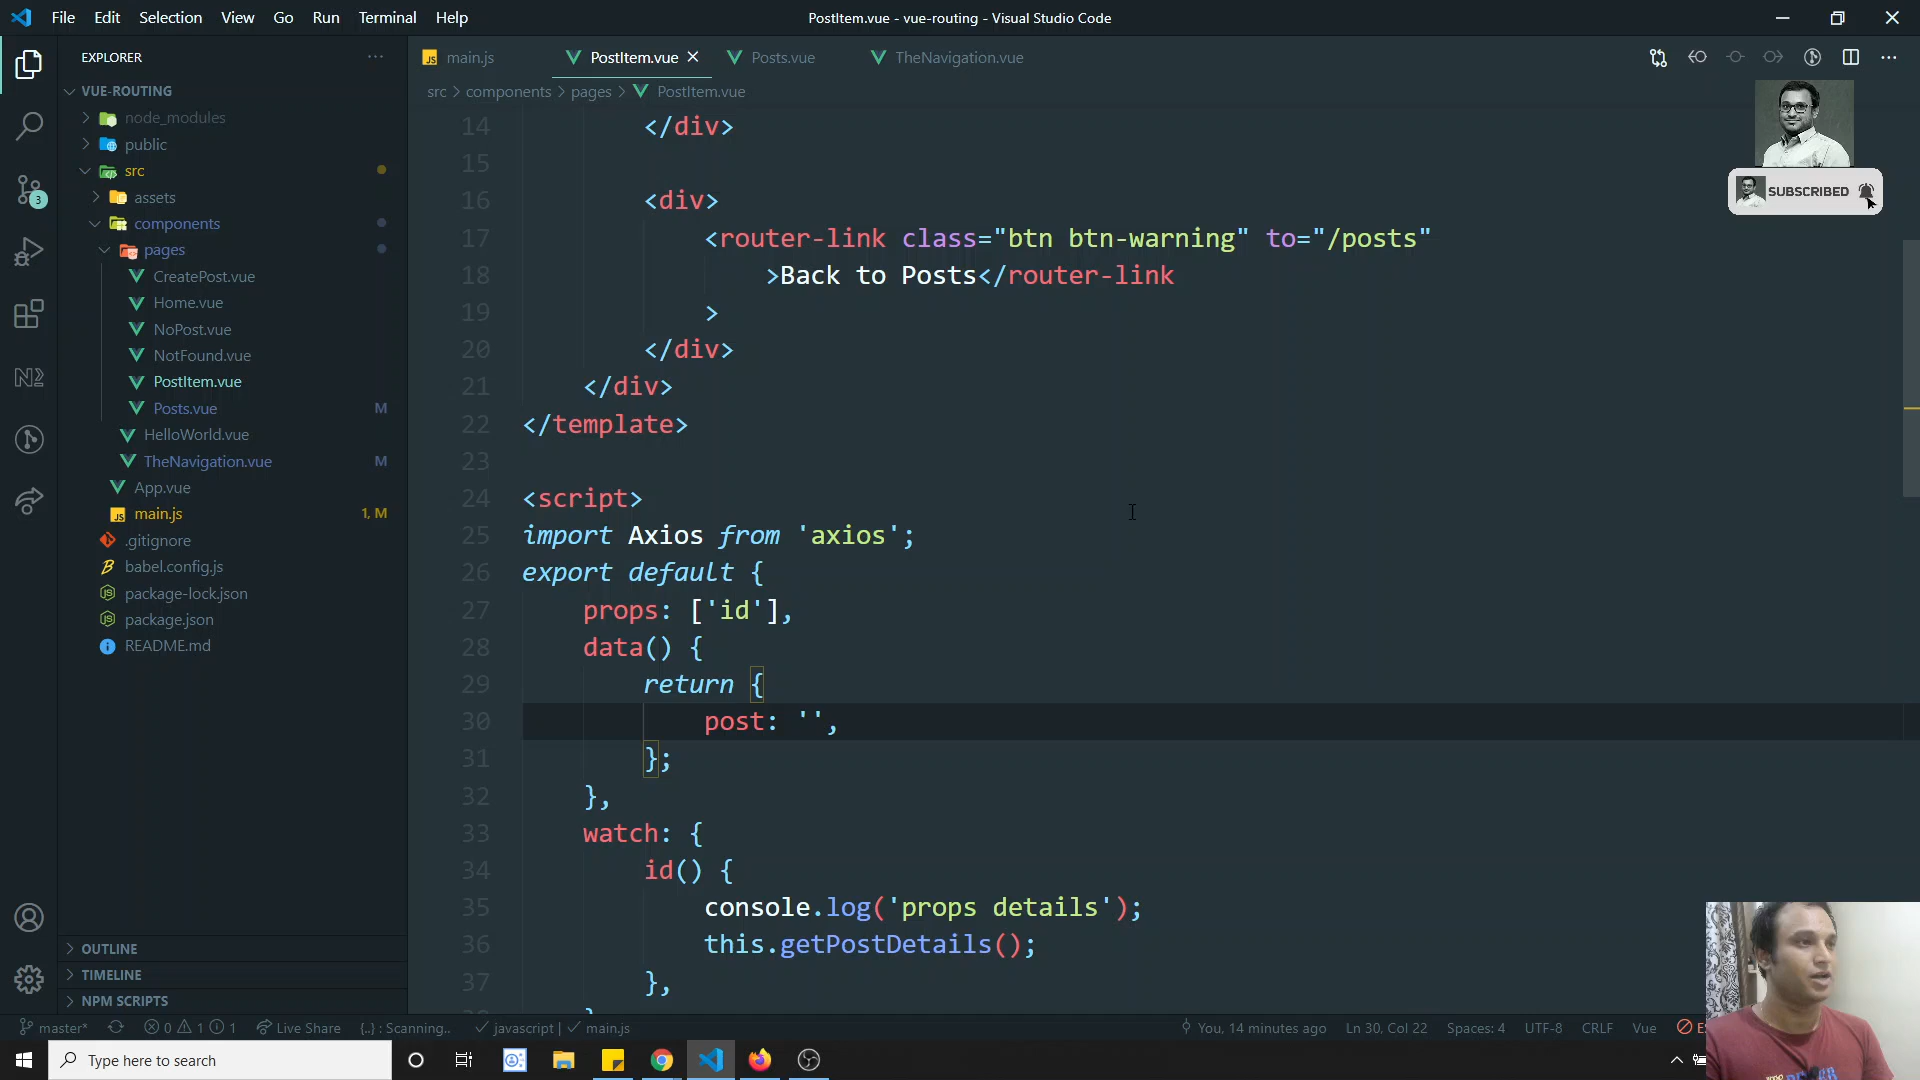 File Edit Selection View Go Run Terminal Help
PostItem.vue - vue-routing - Visual Studio Code
EXPLORER
VUE-ROUTING
node_modules
public
src
assets
components
pages
CreatePost.vue
Home.vue
NoPost.vue
NotFound.vue
PostItem.vue
Posts.vue M
HelloWorld.vue
TheNavigation.vue M
App.vue
JS main.js 1, M
.gitignore
babel.config.js
package-lock.json
package.json
README.md
OUTLINE
TIMELINE
NPM SCRIPTS
3
JS main.js
PostItem.vue
Posts.vue
TheNavigation.vue
src > components > pages > PostItem.vue
14 </div>
15
16 <div>
17 <router-link class="btn btn-warning" to="/posts"
18 >Back to Posts</router-link
19 >
20 </div>
21 </div>
22 </template>
23
24 <script>
25 import Axios from 'axios';
26 export default {
27 props: ['id'],
28 data() {
29 return {
30 post: '',
31 };
32 },
33 watch: {
34 id() {
35 console.log('props details');
36 this.getPostDetails();
37 },
SUBSCRIBED
master* 0 1 1 Live Share {..} : Scanning.. javascript | main.js
You, 14 minutes ago Ln 30, Col 22 Spaces: 4 UTF-8 CRLF Vue
Type here to search